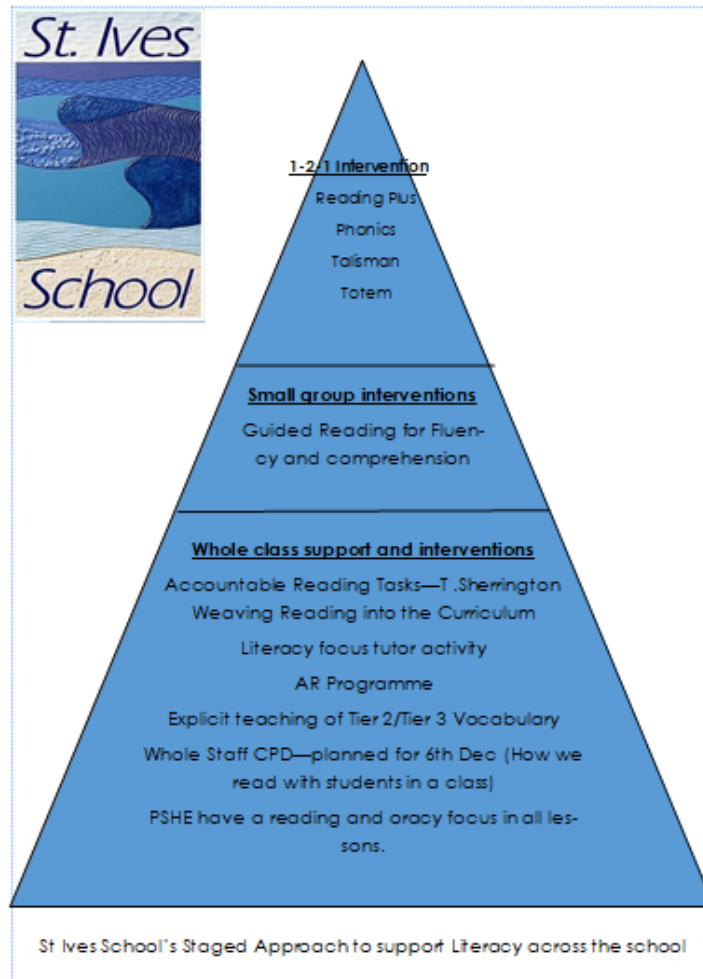 St. Ives
School
1-2-1 Intervention
Reading Plus
Phonics
Talisman
Totem
Small group interventions
Guided Reading for Fluen-
cy and comprehension
Whole class support and interventions
Accountable Reading Tasks—T .Sherrington
Weaving Reading into the Curriculum
Literacy focus tutor activity
AR Programme
Explicit teaching of Tier 2/Tier 3 Vocabulary
Whole Staff CPD—planned for 6th Dec (How we
read with students in a class)
PSHE have a reading and oracy focus in all les-
sons.
St Ives School's Staged Approach to support Literacy across the school